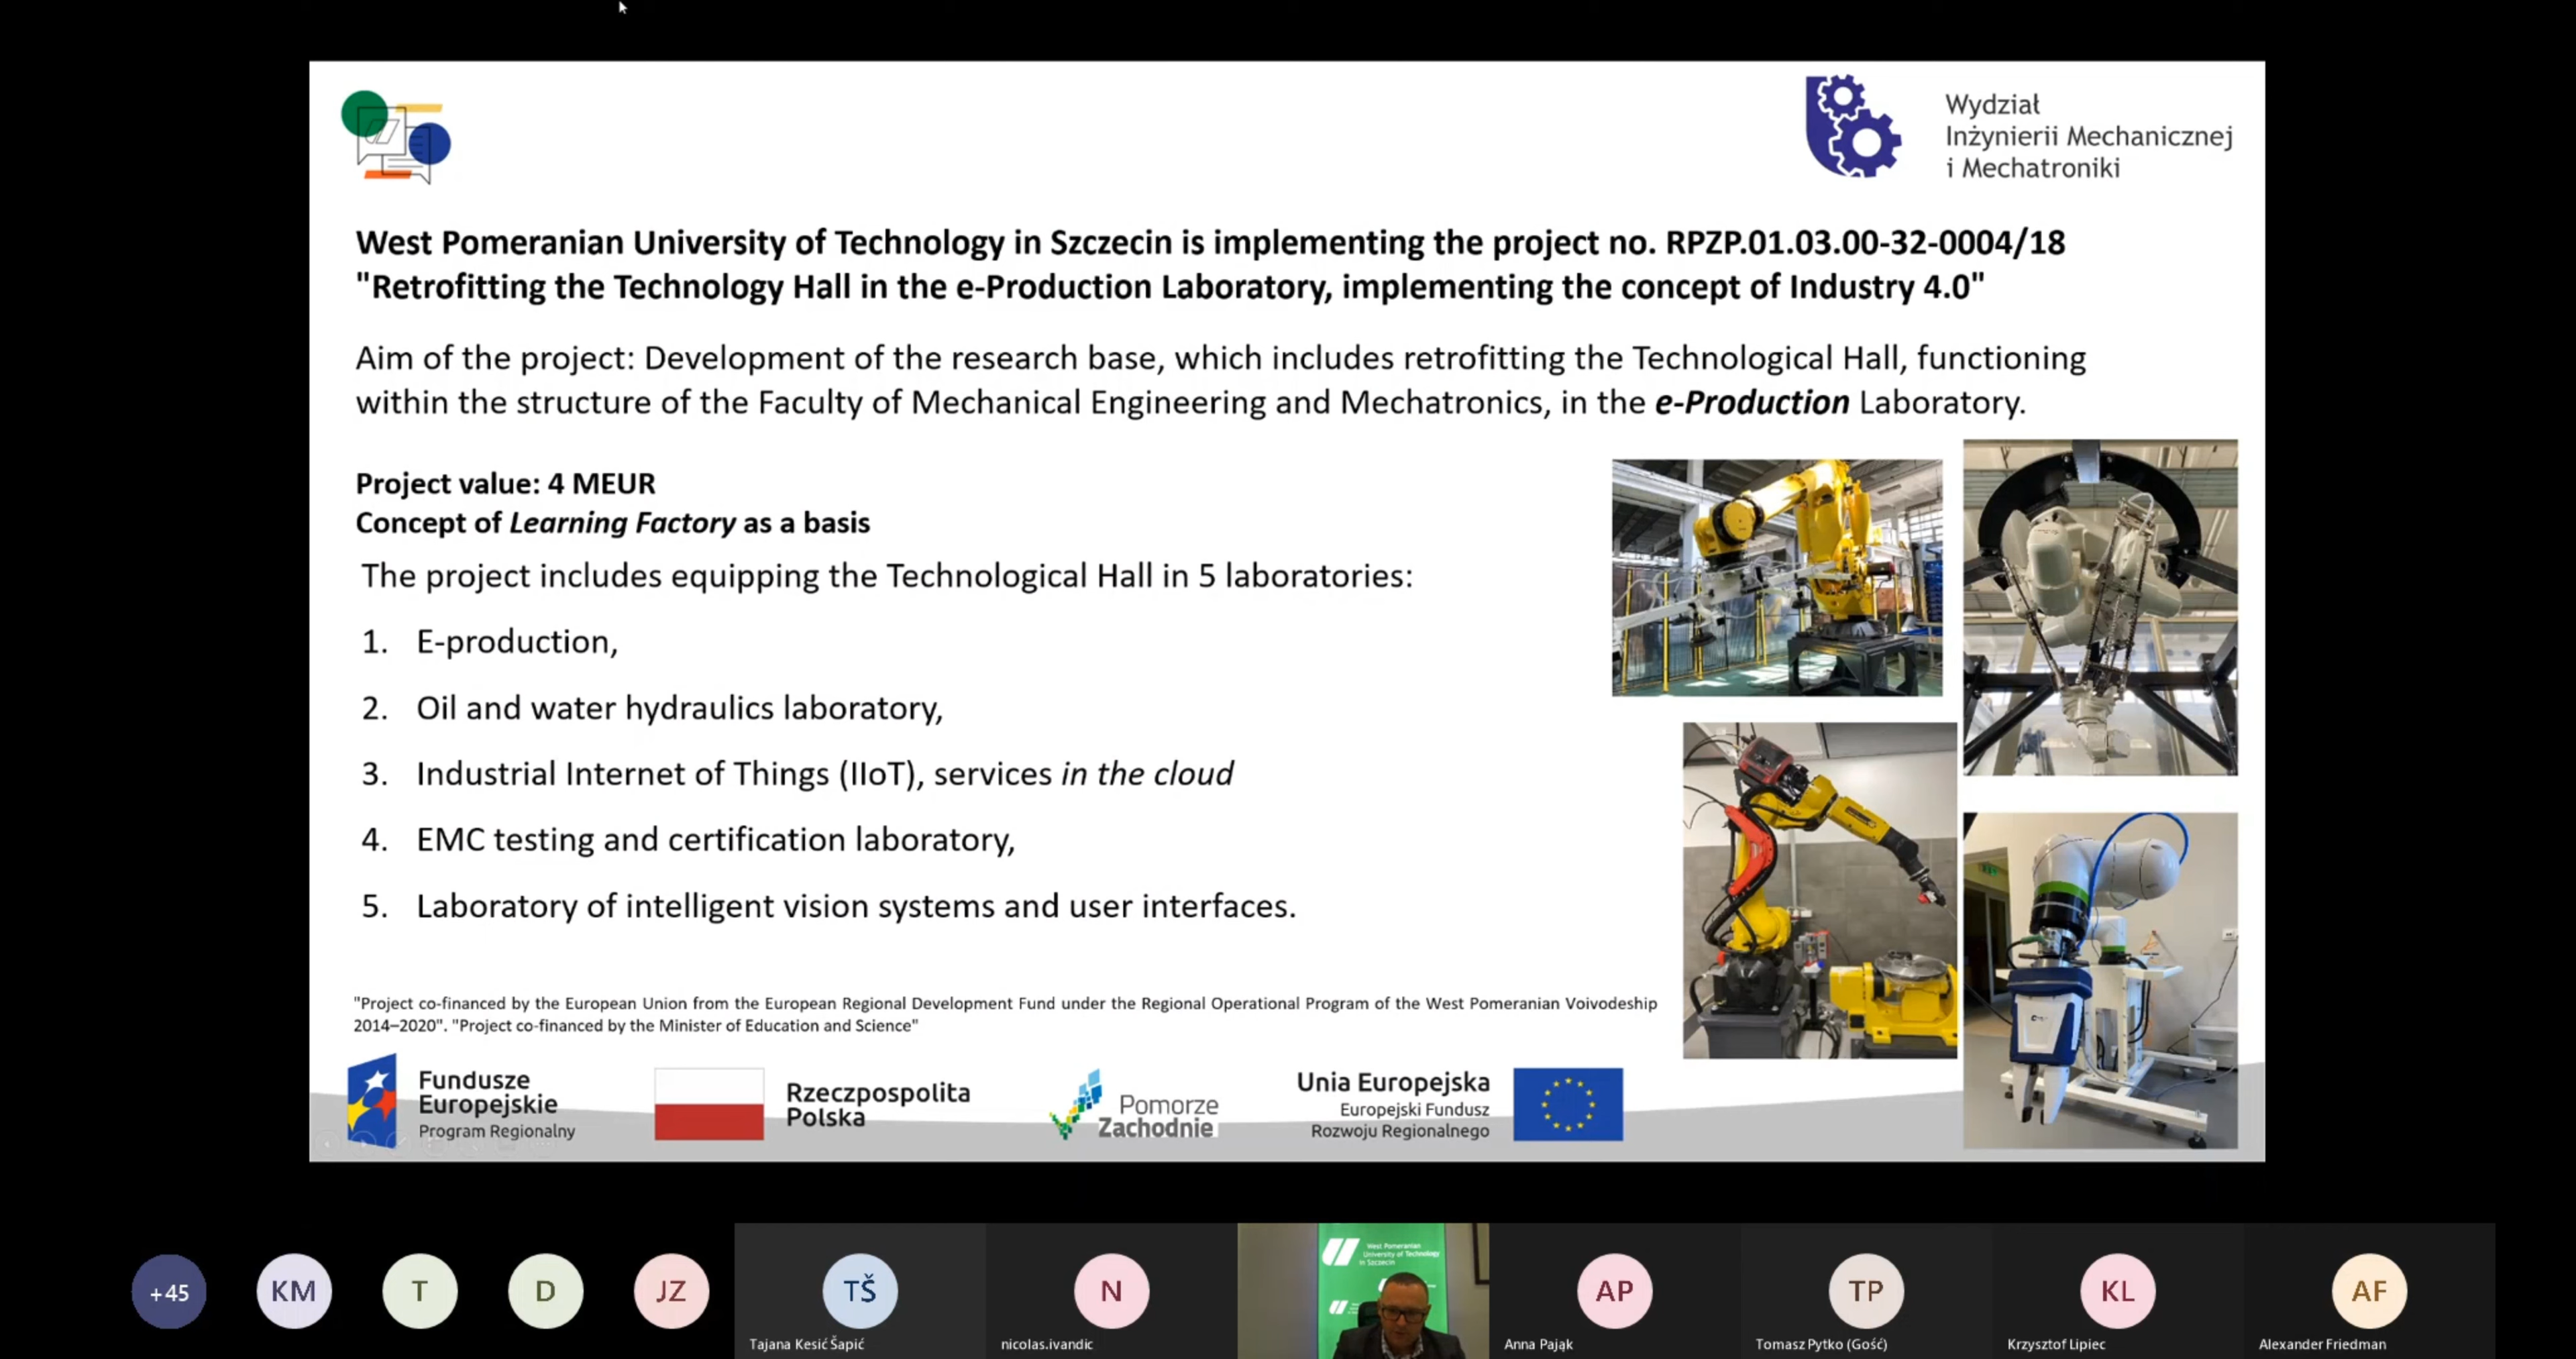 Wydział
Inżynierii Mechanicznej
i Mechatroniki
West Pomeranian University of Technology in Szczecin is implementing the project no. RPZP.01.03.00-32-0004/18
"Retrofitting the Technology Hall in the e-Production Laboratory, implementing the concept of Industry 4.0"
Aim of the project: Development of the research base, which includes retrofitting the Technological Hall, functioning
within the structure of the Faculty of Mechanical Engineering and Mechatronics, in the e-Production Laboratory.
Project value: 4 MEUR
Concept of Learning Factory as a basis
The project includes equipping the Technological Hall in 5 laboratories:
1. E-production,
2. Oil and water hydraulics laboratory,
3. Industrial Internet of Things (IIoT), services in the cloud
4. EMC testing and certification laboratory,
5. Laboratory of intelligent vision systems and user interfaces.
"Project co-financed by the European Union from the European Regional Development Fund under the Regional Operational Program of the West Pomeranian Voivodeship
2014–2020". "Project co-financed by the Minister of Education and Science"
Fundusze
Europejskie
Program Regionalny
Rzeczpospolita
Polska
Pomorze
Zachodnie
Unia Europejska
Europejski Fundusz
Rozwoju Regionalnego
+45
KM
T
D
JZ
TŠ
Tajana Kesić Šapić
N
nicolas.ivandic
West Pomeranian
University of Technology
in Szczecin
AP
Anna Pająk
TP
Tomasz Pytko (Gość)
KL
Krzysztof Lipiec
AF
Alexander Friedman